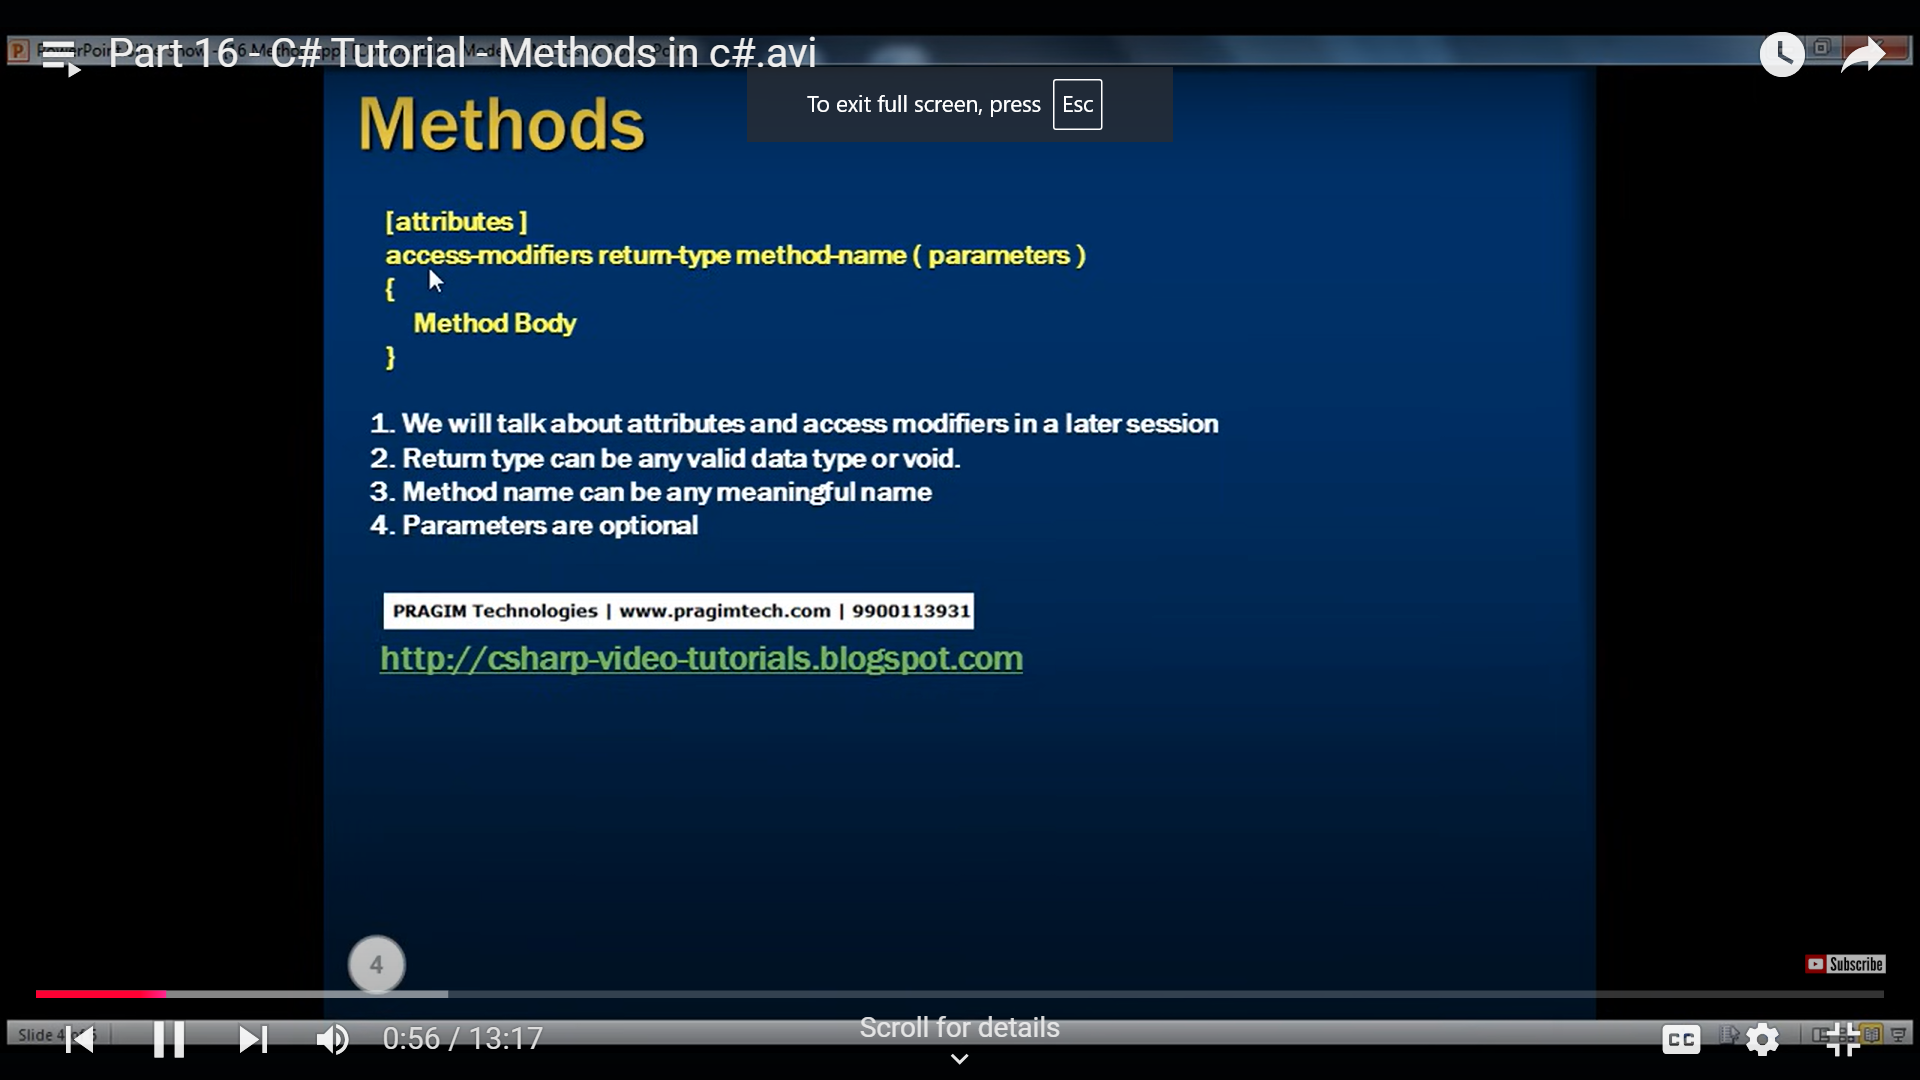 Part 16 - C# Tutorial - Methods in c#.avi
To exit full screen, press Esc
Methods
[attributes ]
access-modifiers return-type method-name ( parameters )
{
Method Body
}
1. We will talk about attributes and access modifiers in a later session
2. Return type can be any valid data type or void.
3. Method name can be any meaningful name
4. Parameters are optional
PRAGIM Technologies | www.pragimtech.com | 9900113931
http://csharp-video-tutorials.blogspot.com
4
Subscribe
Slide 4
0:56 / 13:17
Scroll for details
CC